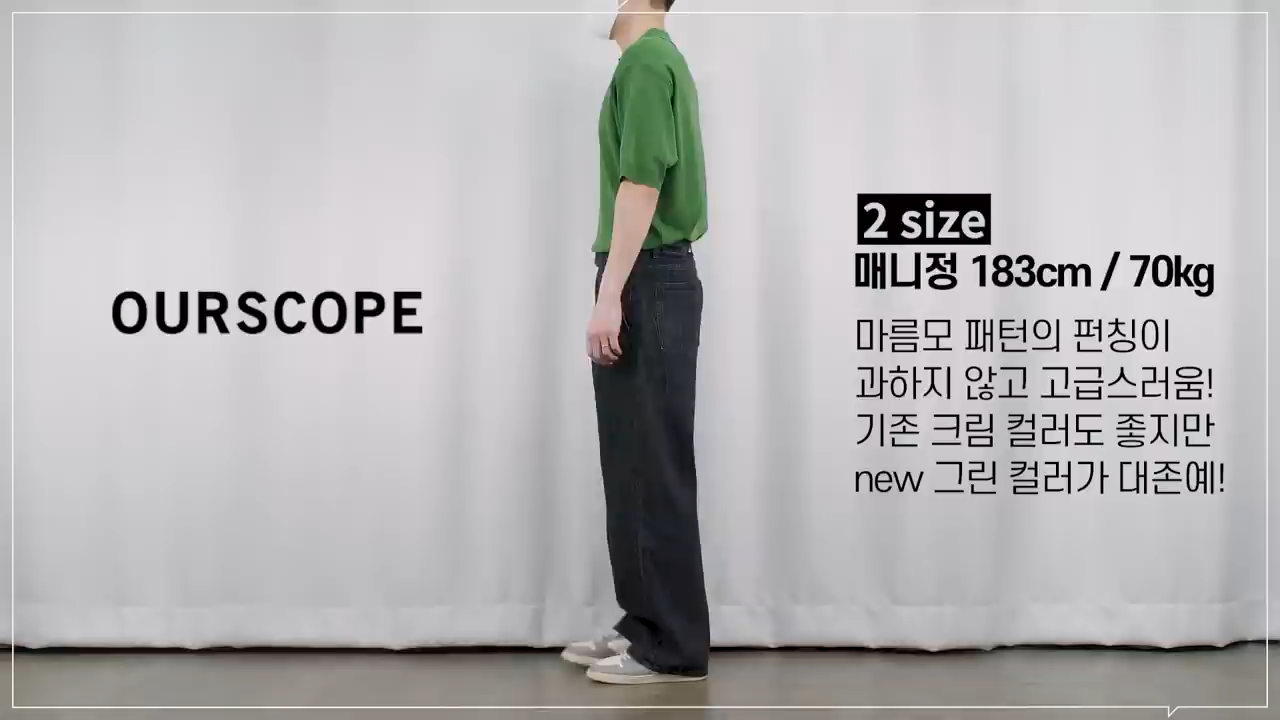 OURSCOPE
2 size
매니정 183cm / 70kg
마름모 패턴의 펀칭이
과하지 않고 고급스러움!
기존 크림 컬러도 좋지만
new 그린 컬러가 대존예!